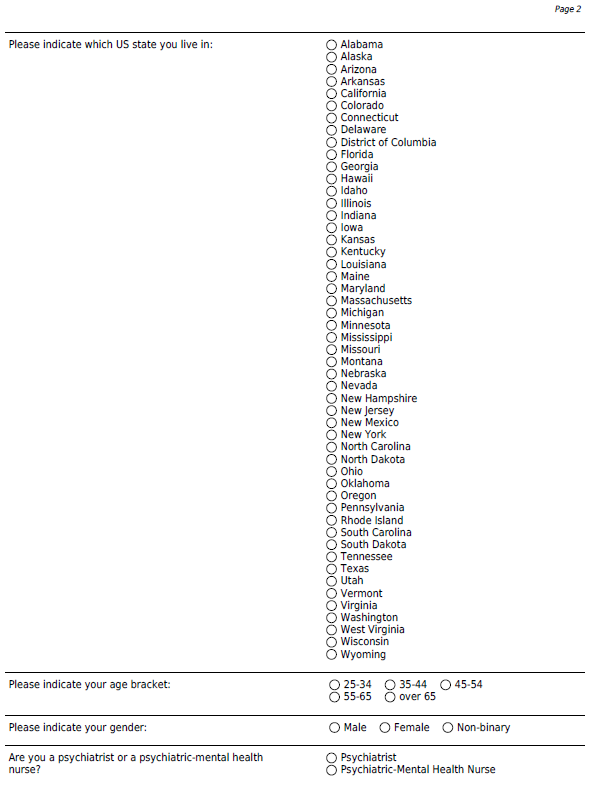 Page 2
Please indicate which US state you live in:
Alabama
Alaska
Arizona
Arkansas
California
Colorado
Connecticut
Delaware
District of Columbia
Florida
Georgia
Hawaii
Idaho
Illinois
Indiana
Iowa
Kansas
Kentucky
Louisiana
Maine
Maryland
Massachusetts
Michigan
Minnesota
Mississippi
Missouri
Montana
Nebraska
Nevada
New Hampshire
New Jersey
New Mexico
New York
North Carolina
North Dakota
Ohio
Oklahoma
Oregon
Pennsylvania
Rhode Island
South Carolina
South Dakota
Tennessee
Texas
Utah
Vermont
Virginia
Washington
West Virginia
Wisconsin
Wyoming
Please indicate your age bracket:
25-34 35-44 45-54
55-65 over 65
Please indicate your gender:
Male Female Non-binary
Are you a psychiatrist or a psychiatric-mental health
nurse?
Psychiatrist
Psychiatric-Mental Health Nurse